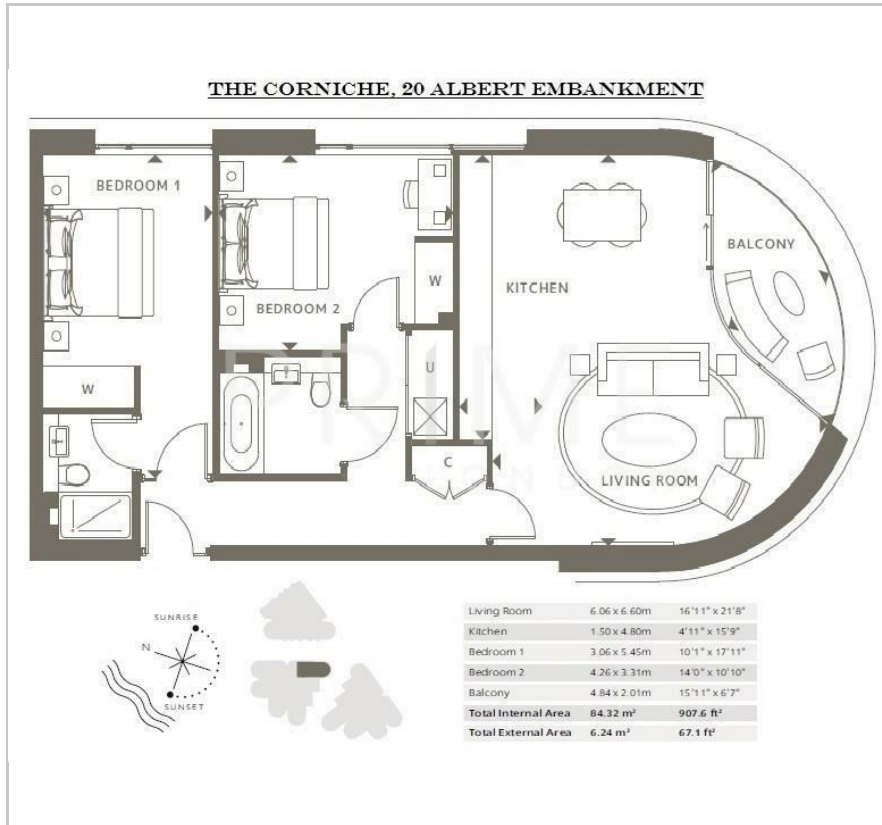 THE CORNICHE, 20 ALBERT EMBANKMENT
BEDROOM 1
BEDROOM 2
KITCHEN
BALCONY
W
W
U
C
LIVING ROOM
PRIME
LONDON
SUNRISE
N
SUNSET
Living Room 6.06 x 6.60m 16'11" x 21'8"
Kitchen 1.50 x 4.80m 4'11" x 15'9"
Bedroom 1 3.06 x 5.45m 10'1" x 17'11"
Bedroom 2 4.26 x 3.31m 14'0" x 10'10"
Balcony 4.84 x 2.01m 15'11" x 6'7"
Total Internal Area 84.32 m² 907.6 ft²
Total External Area 6.24 m² 67.1 ft²